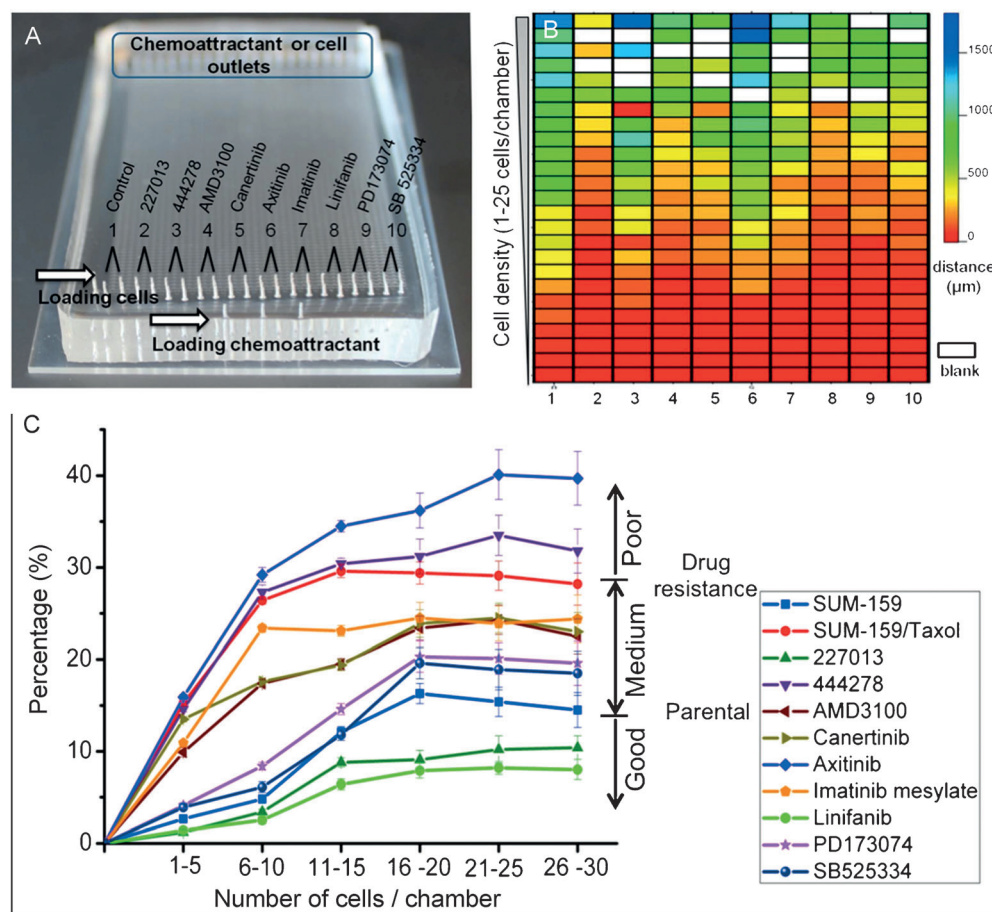 A
Chemoattractant or cell
outlets
Control
227013
444278
AMD3100
Canertinib
Axitinib
Imatinib
Linifanib
PD173074
SB 525334
1 2 3 4 5 6 7 8 9 10
Loading cells
Loading chemoattractant
B
Cell density (1-25 cells/chamber)
1500
1000
500
0
distance
(µm)
blank
1 2 3 4 5 6 7 8 9 10
C
Percentage (%)
40
30
20
10
0
1-5 6-10 11-15 16 -20 21-25 26 -30
Number of cells / chamber
Poor
Medium
Good
Drug
resistance
Parental
SUM-159
SUM-159/Taxol
227013
444278
AMD3100
Canertinib
Axitinib
Imatinib mesylate
Linifanib
PD173074
SB525334